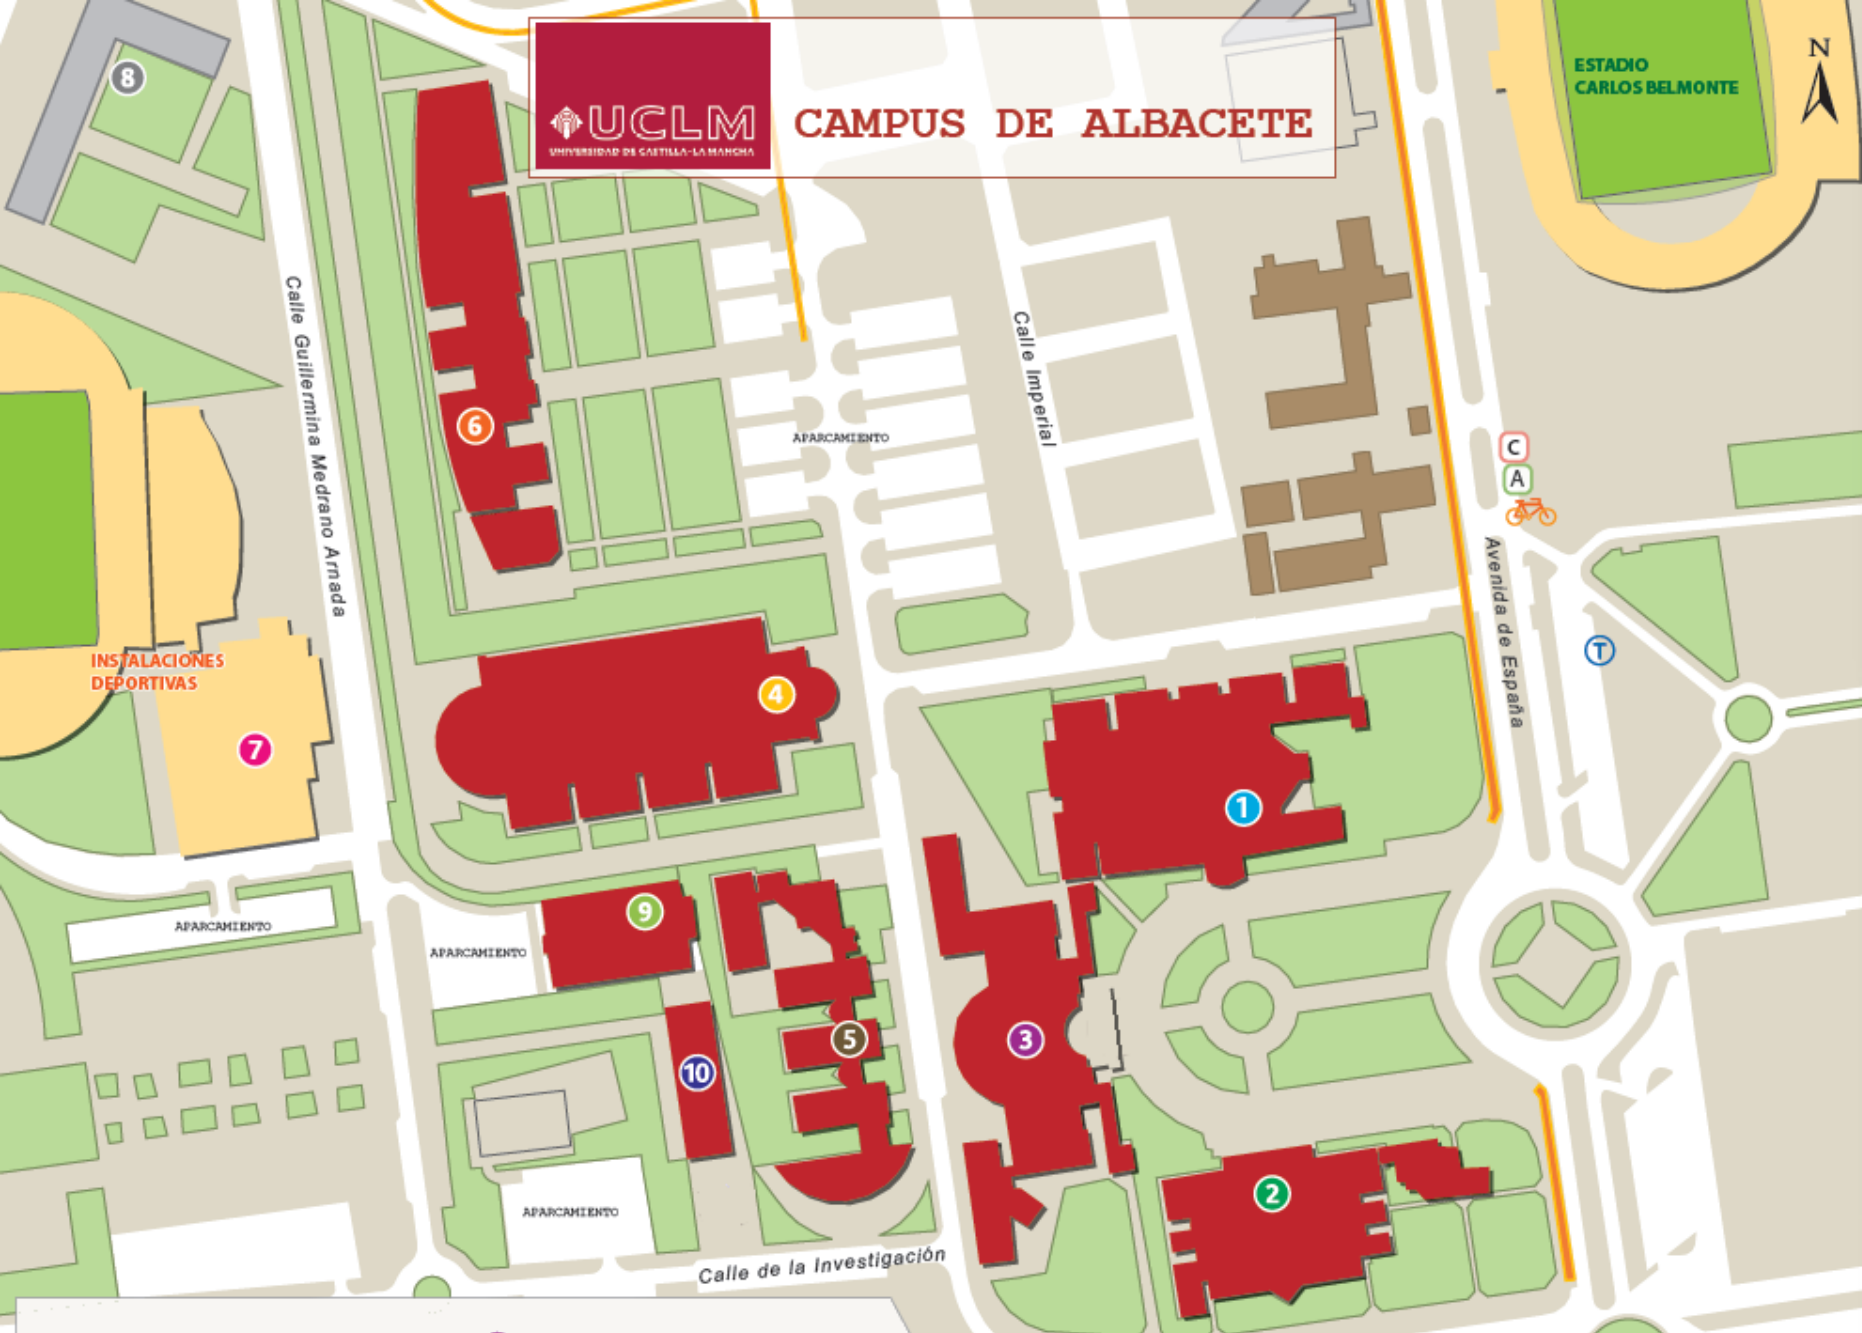 8
UCLM
UNIVERSIDAD DE CASTILLA-LA MANCHA
CAMPUS DE ALBACETE
ESTADIO
CARLOS BELMONTE
N
Calle Guillermina Medrano Arnada
Calle Imperial
6
APARCAMIENTO
C
A
Avenida de España
T
INSTALACIONES
DEPORTIVAS
7
4
1
9
APARCAMIENTO
APARCAMIENTO
5
3
10
2
APARCAMIENTO
Calle de la Investigación